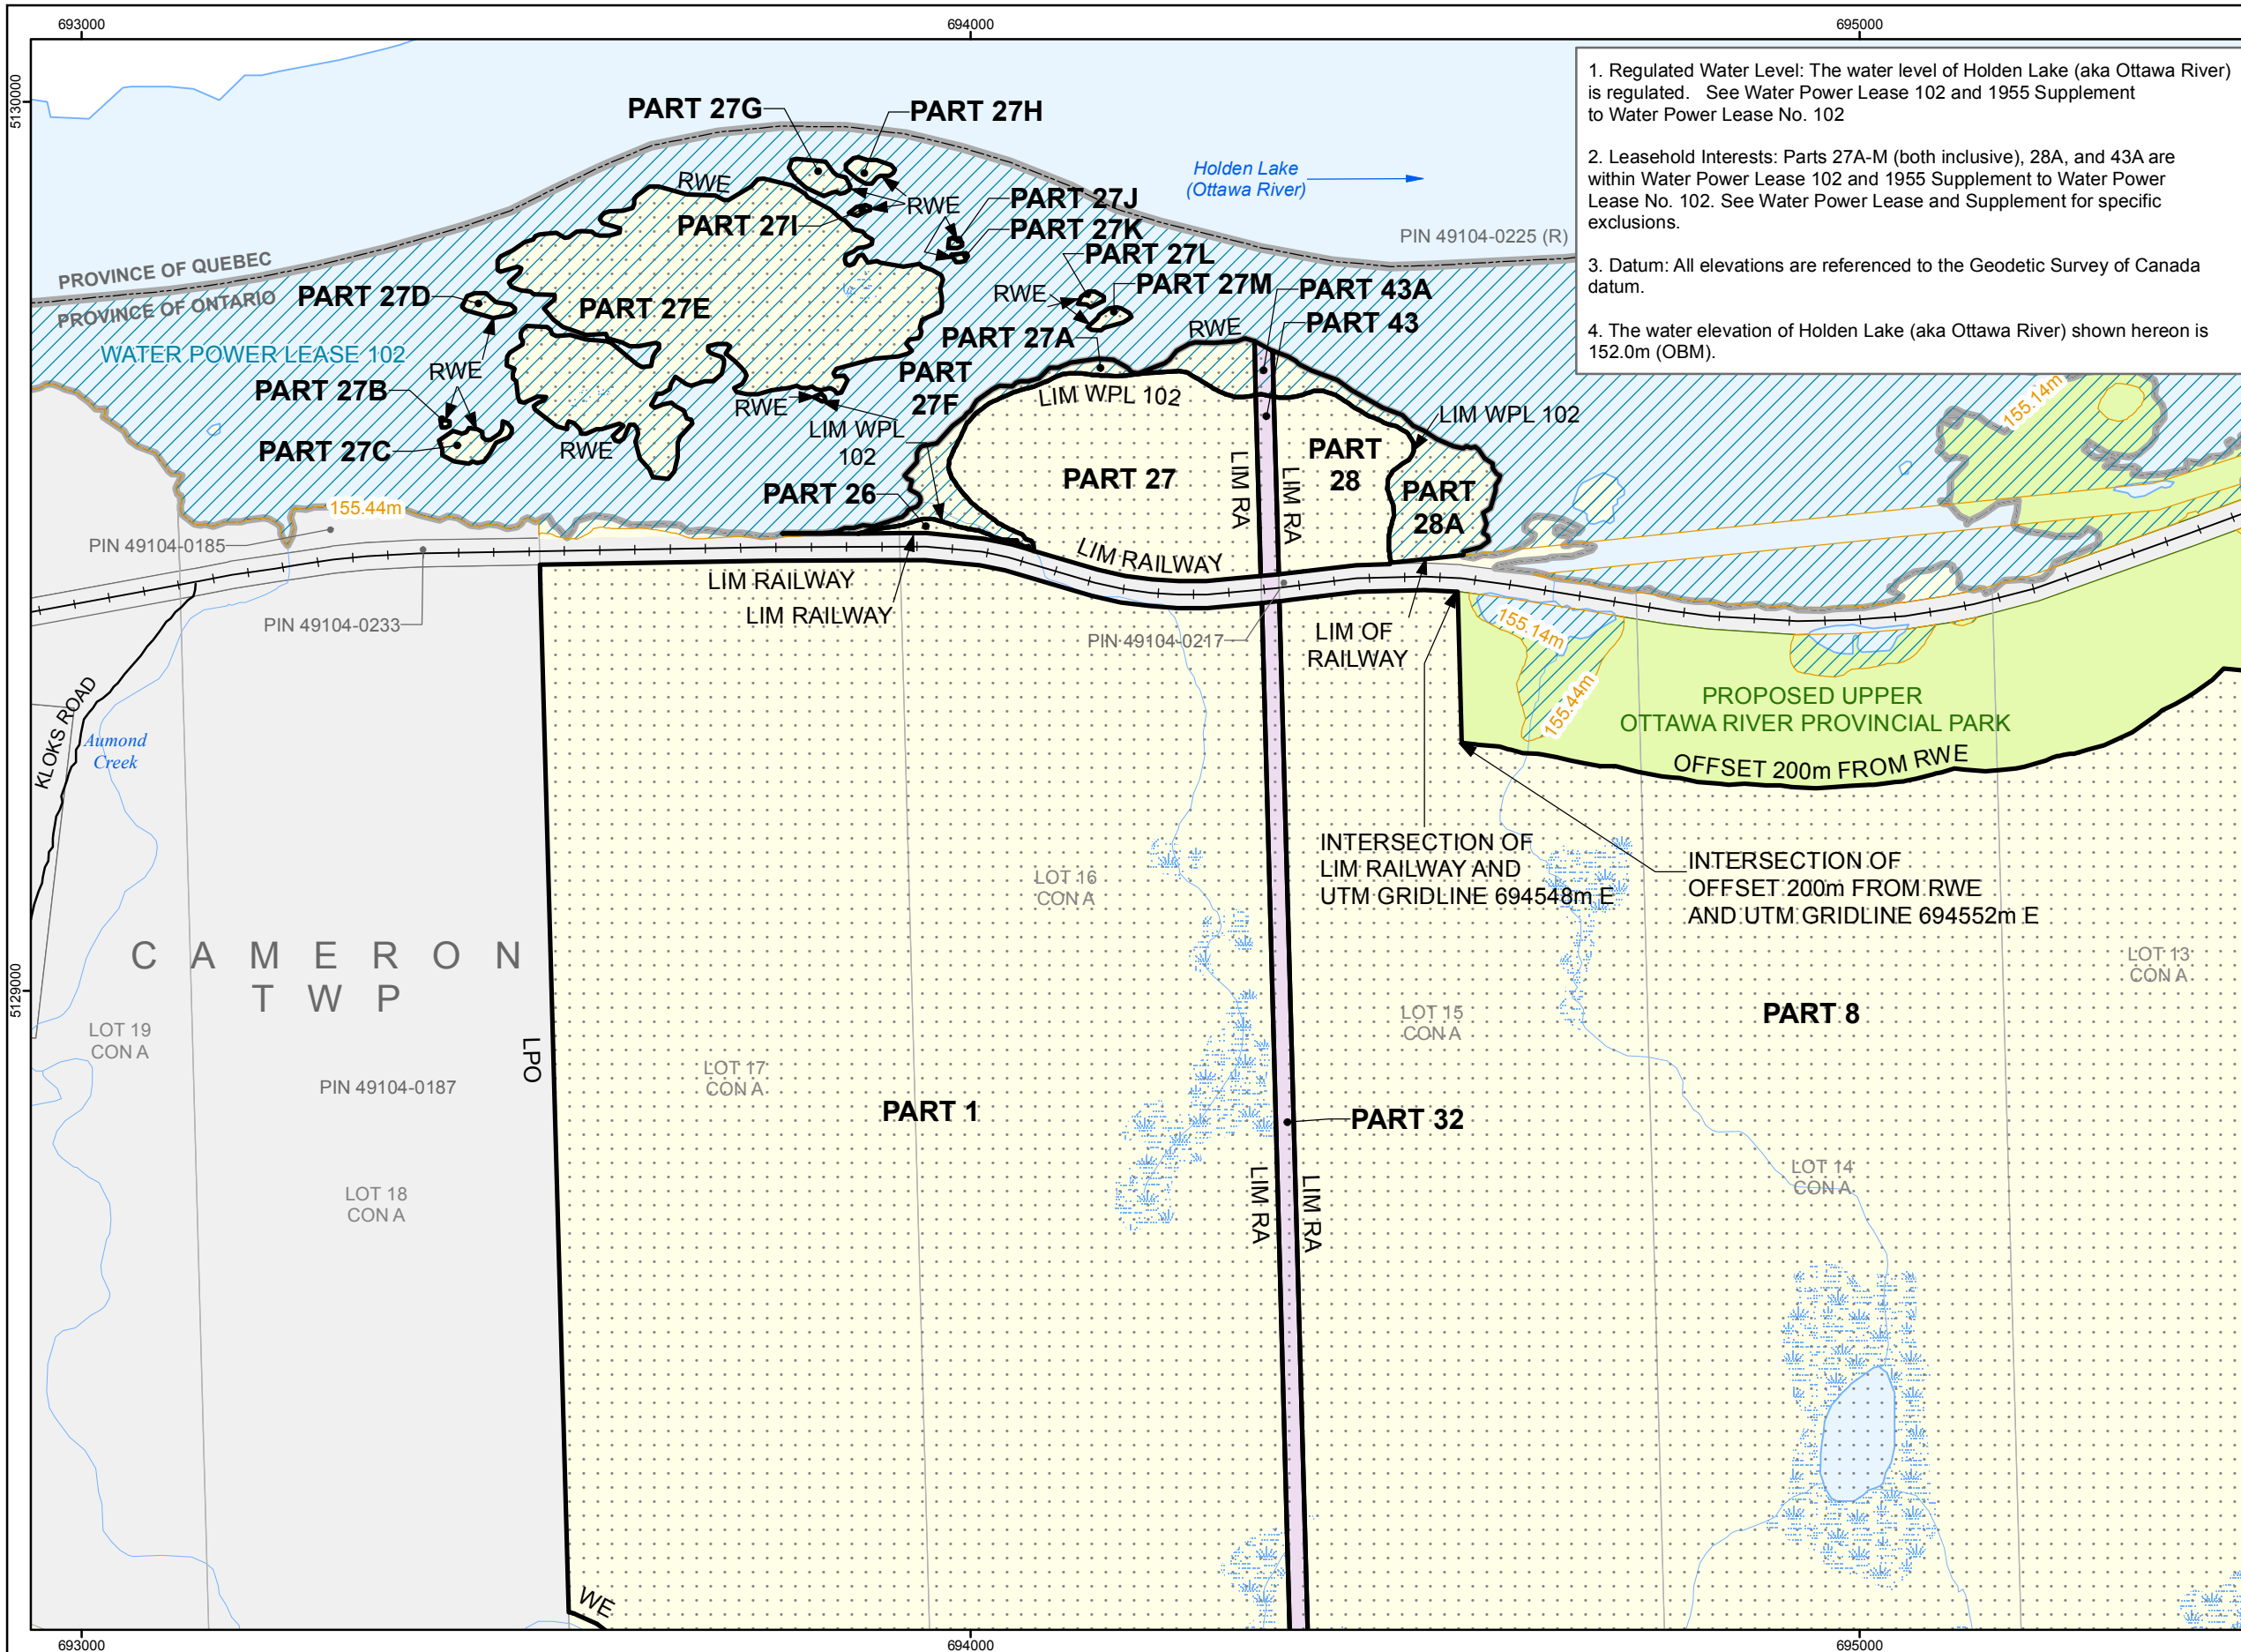 693000
694000
695000
5130000
1. Regulated Water Level: The water level of Holden Lake (aka Ottawa River)
is regulated. See Water Power Lease 102 and 1955 Supplement
to Water Power Lease No. 102
2. Leasehold Interests: Parts 27A-M (both inclusive), 28A, and 43A are
within Water Power Lease 102 and 1955 Supplement to Water Power
Lease No. 102. See Water Power Lease and Supplement for specific
exclusions.
3. Datum: All elevations are referenced to the Geodetic Survey of Canada
datum.
4. The water elevation of Holden Lake (aka Ottawa River) shown hereon is
152.0m (OBM).
PART 27G
PART 27H
Holden Lake
(Ottawa River)
RWE
RWE
PART 27J
PART 27I
PART 27K
PIN 49104-0225 (R)
PART 27L
PROVINCE OF QUEBEC
PROVINCE OF ONTARIO
PART 27D
PART 27E
RWE
PART 27M
PART 43A
PART 43
RWE
PART 27A
WATER POWER LEASE 102
RWE
PART 27B
PART
27F
RWE
LIM WPL 102
LIM WPL 102
155.14m
LIM WPL
102
PART 27C
RWE
PART
28
PART 27
LIM RA
LIM RA
PART 26
PART
28A
155.44m
PIN 49104-0185
LIM RAILWAY
LIM RAILWAY
LIM RAILWAY
PIN 49104-0233
PIN 49104-0217
LIM OF
RAILWAY
155.14m
155.44m
PROPOSED UPPER
OTTAWA RIVER PROVINCIAL PARK
OFFSET 200m FROM RWE
KLOKS ROAD
Aumond
Creek
INTERSECTION OF
LIM RAILWAY AND
UTM GRIDLINE 694548m E
INTERSECTION OF
OFFSET 200m FROM RWE
AND UTM GRIDLINE 694552m E
LOT 16
CON A
CAMERON
TWP
5129000
LOT 13
CON A
PART 8
LOT 15
CON A
LOT 19
CON A
LPO
LOT 17
CON A
PIN 49104-0187
PART 1
PART 32
LOT 14
CON A
LOT 18
CON A
LIM RA
LIM RA
WE
693000
694000
695000